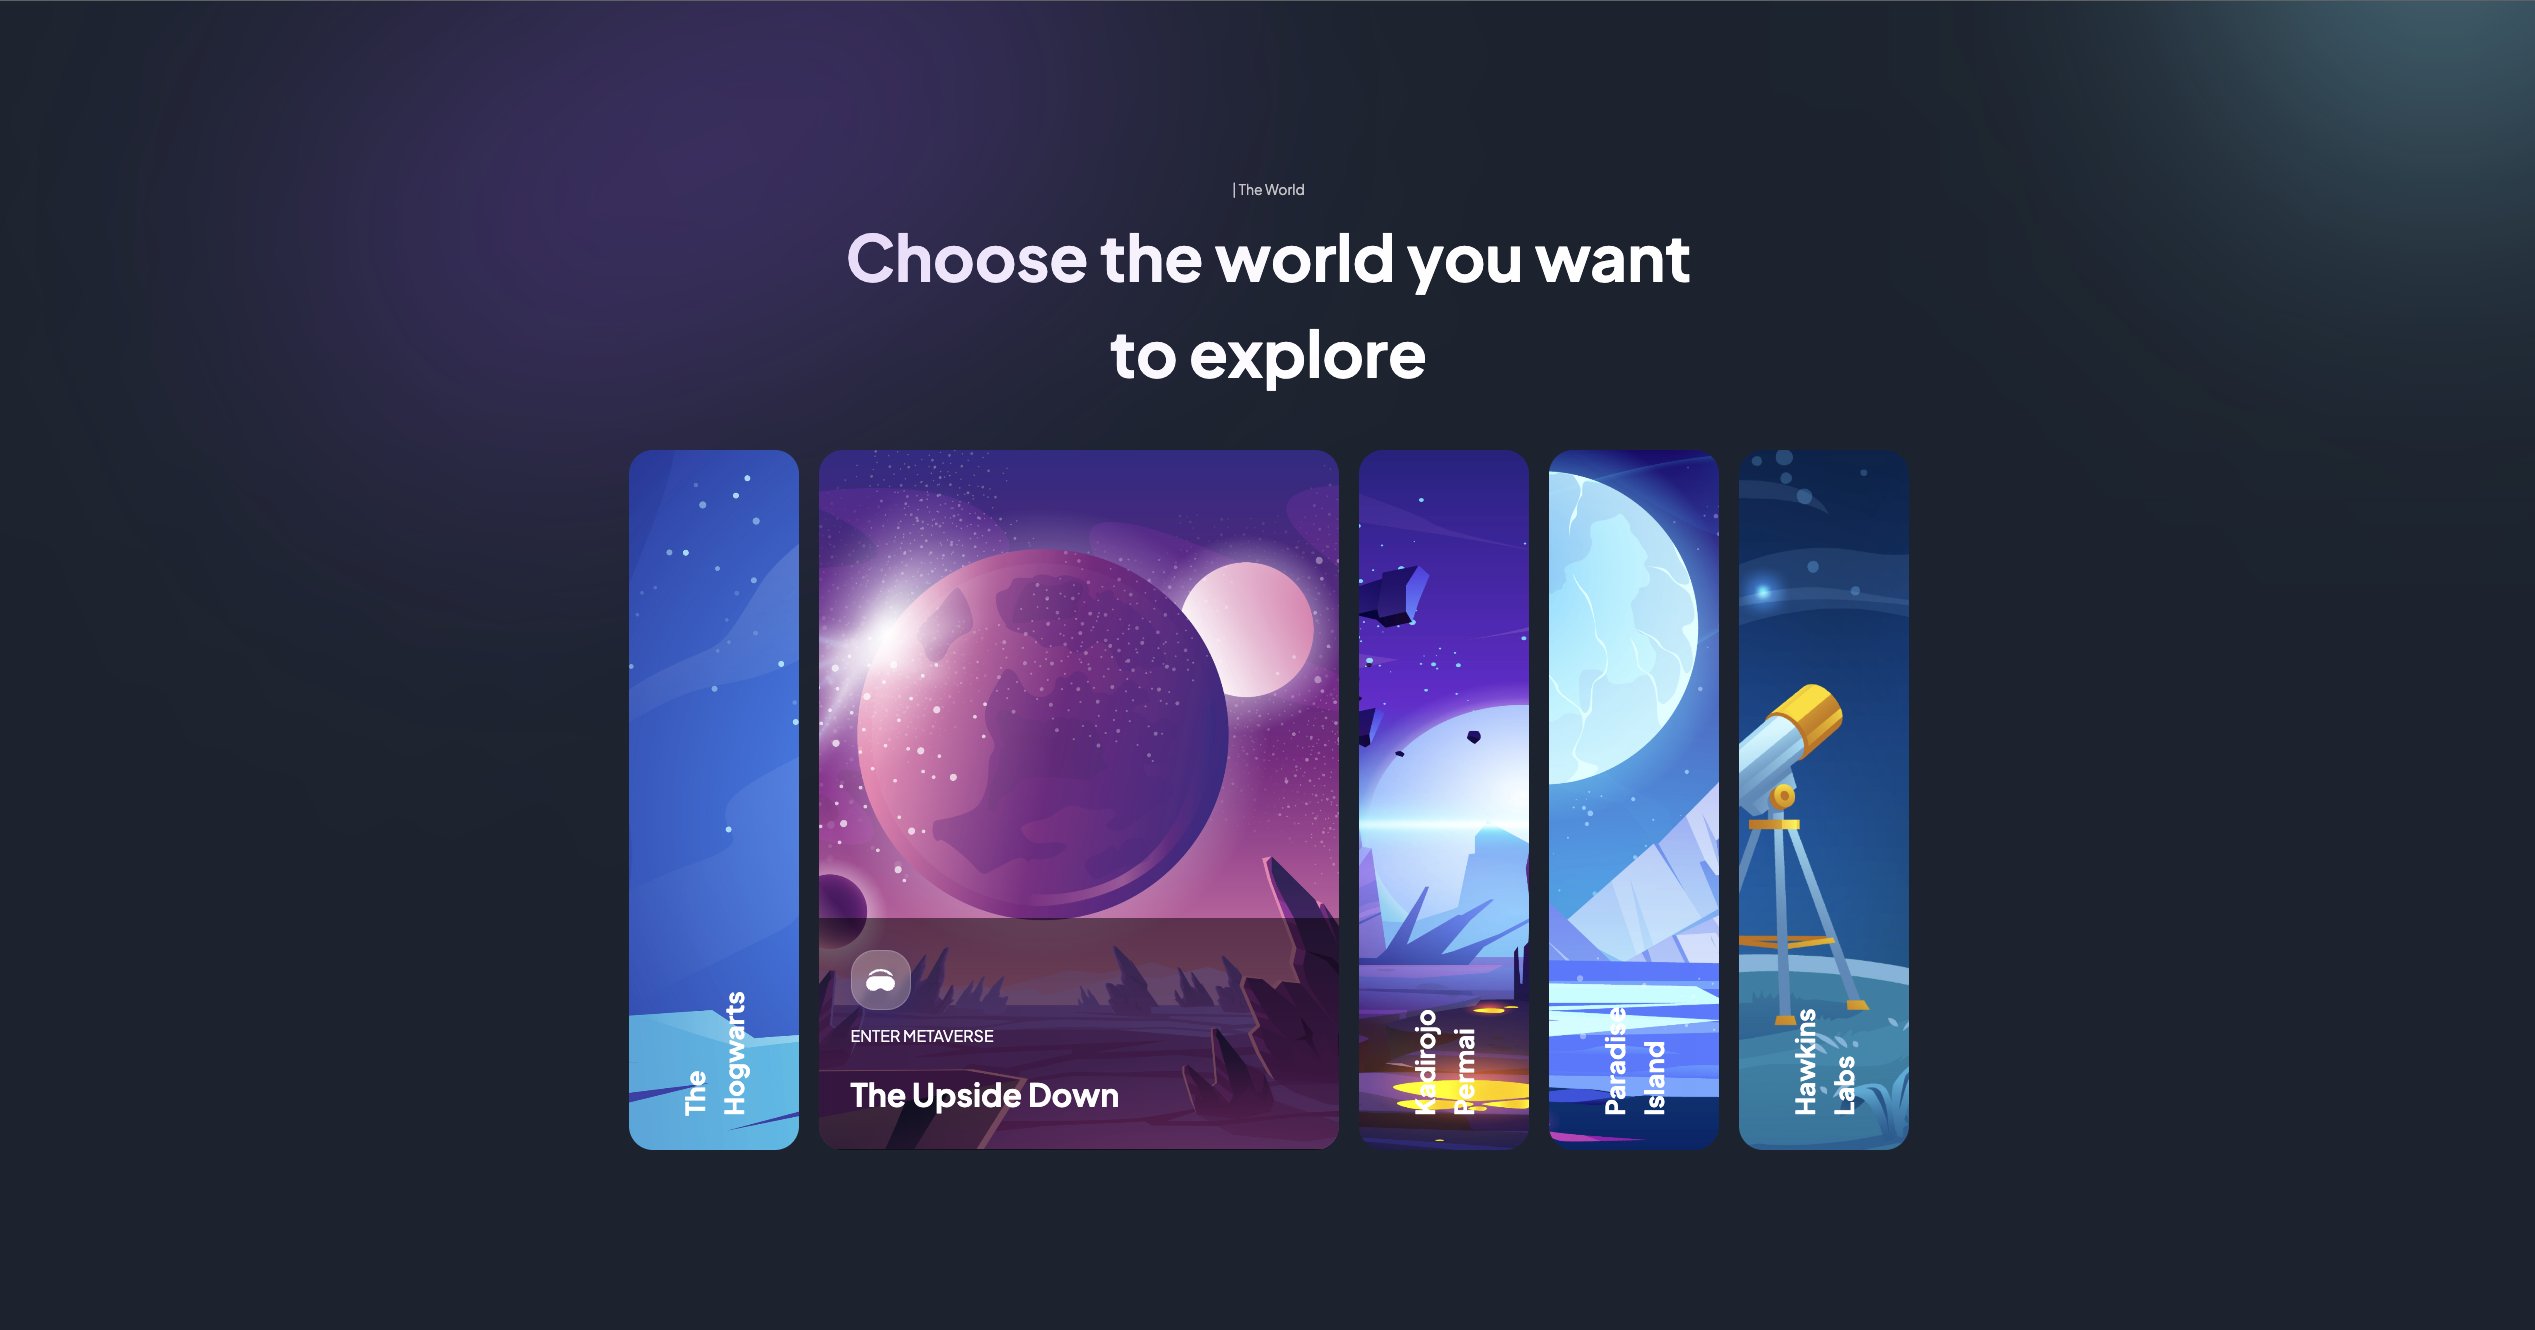 | The World
Choose the world you want
to explore
The
Hogwarts
ENTER METAVERSE
The Upside Down
Kadirojo
Permai
Paradise
Island
Hawkins
Labs